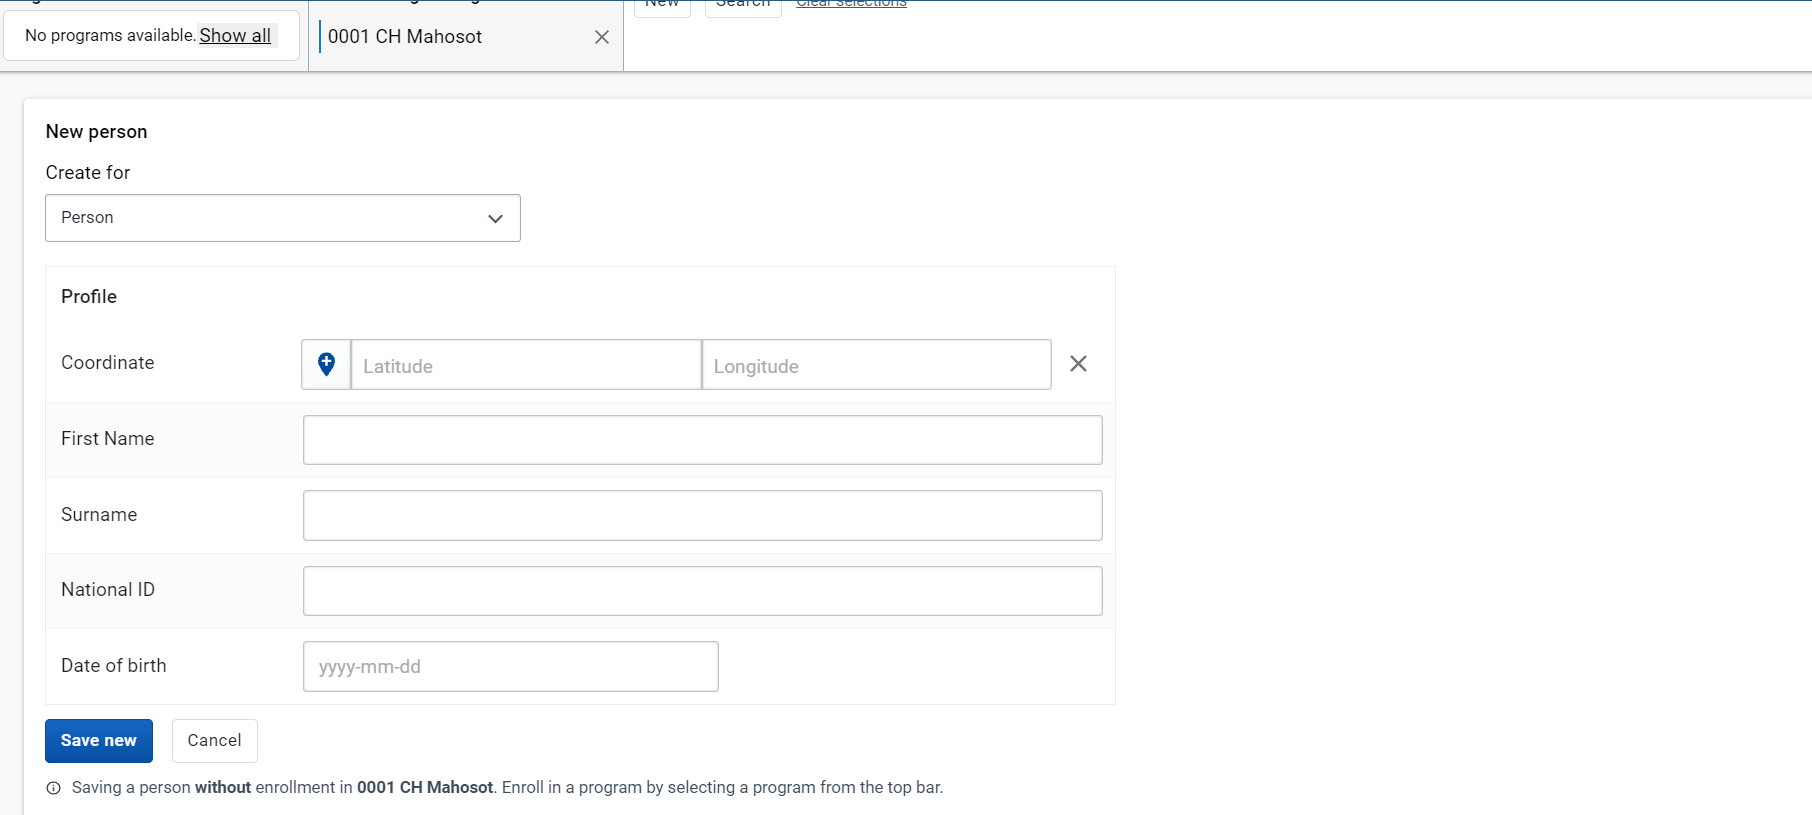 New Search Clear selections
No programs available. Show all
0001 CH Mahosot
New person
Create for
Person
Profile
Coordinate
Latitude
Longitude
First Name
Surname
National ID
Date of birth
yyyy-mm-dd
Save new
Cancel
Saving a person without enrollment in 0001 CH Mahosot. Enroll in a program by selecting a program from the top bar.